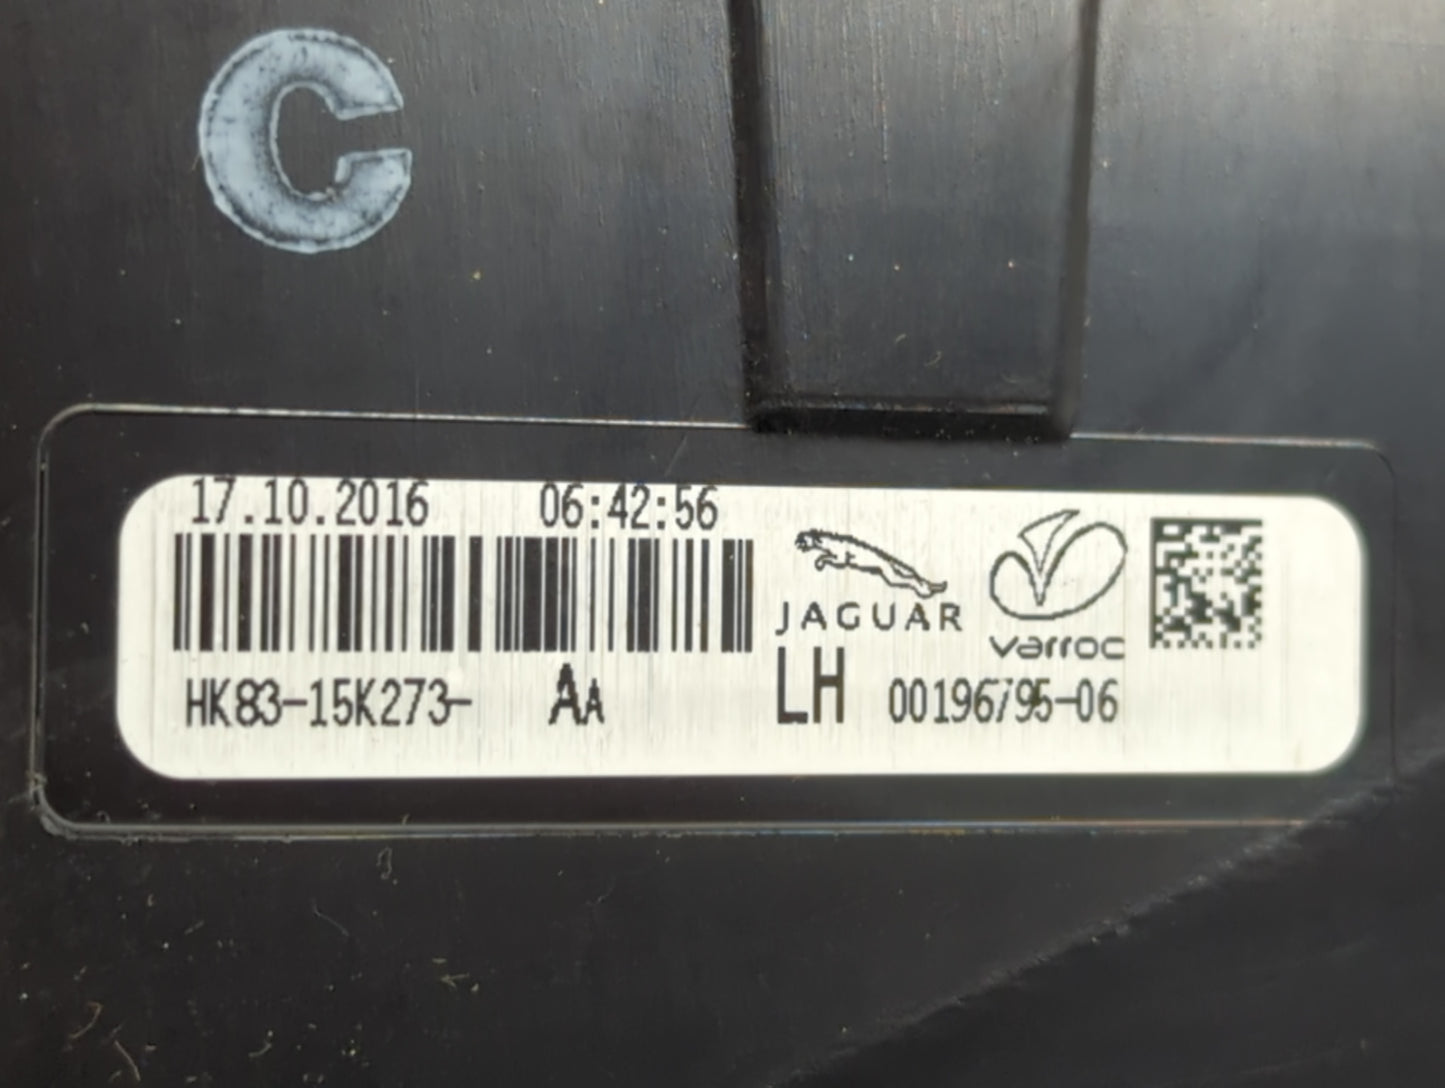 C
17.10.2016 06:42:56
JAGUAR
varroc
HK83-15K273- AA LH 00196795-06